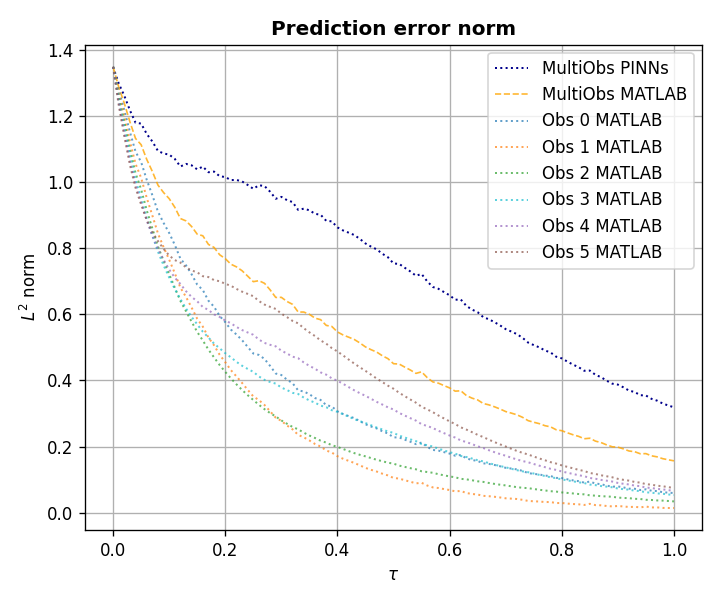 Prediction error norm
1.4
1.2
1.0
0.8
0.6
0.4
0.2
0.0
L² norm
MultiObs PINNs
MultiObs MATLAB
Obs 0 MATLAB
Obs 1 MATLAB
Obs 2 MATLAB
Obs 3 MATLAB
Obs 4 MATLAB
Obs 5 MATLAB
0.0 0.2 0.4 0.6 0.8 1.0
τ